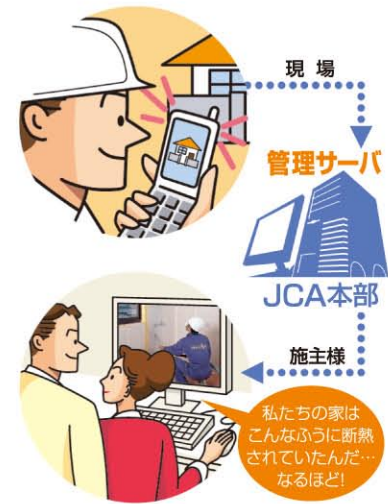 現 場
管理サーバ
JCA本部
施主様
私たちの家は
こんなふうに断熱
されていたんだ…
なるほど!